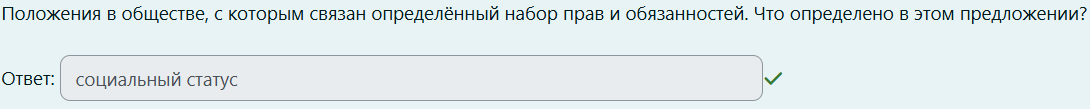 Положения в обществе, с которым связан определённый набор прав и обязанностей. Что определено в этом предложении?
Ответ: социальный статус